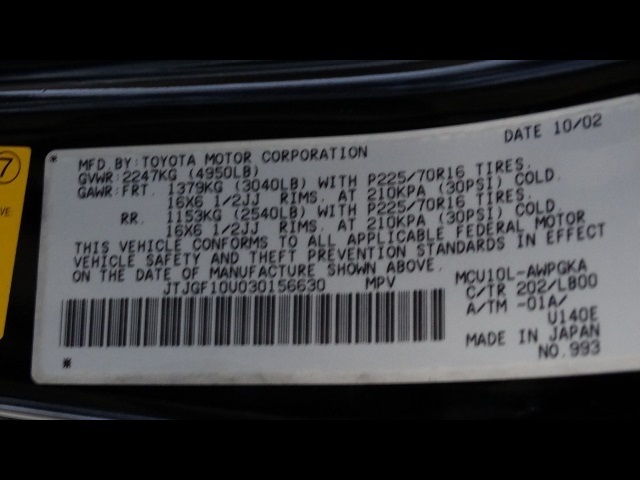 DATE 10/02
MFD. BY: TOYOTA MOTOR CORPORATION
GVWR: 2247KG (4950LB)
GAWR: FRT. 1379KG (3040LB) WITH P225/70R16 TIRES.
16X6 1/2JJ RIMS. AT 210KPA (30PSI) COLD.
RR. 1153KG (2540LB) WITH P225/70R16 TIRES.
16X6 1/2JJ RIMS. AT 210KPA (30PSI) COLD.
THIS VEHICLE CONFORMS TO ALL APPLICABLE FEDERAL MOTOR
VEHICLE SAFETY AND THEFT PREVENTION STANDARDS IN EFFECT
ON THE DATE OF MANUFACTURE SHOWN ABOVE.
JTJGF10U030156630 MPV
MCU10L-AWPGKA
C/TR 202/LB00
A/TM -01A/
U140E
MADE IN JAPAN
NO.993
7